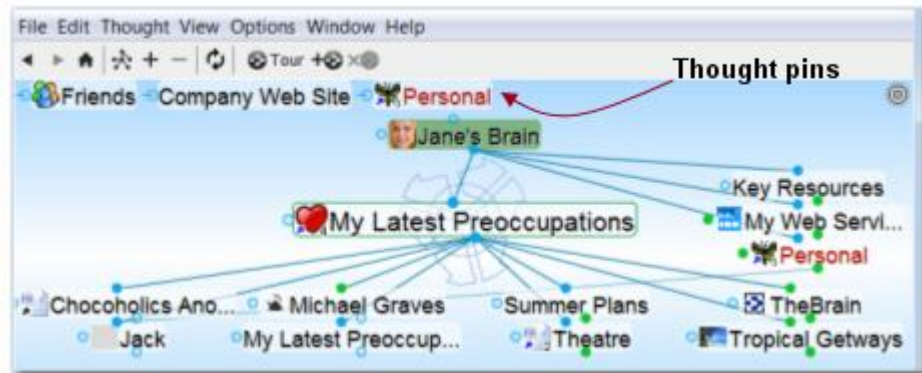 File Edit Thought View Options Window Help
Tour
Thought pins
Friends Company Web Site Personal
Jane's Brain
Key Resources
My Latest Preoccupations My Web Servi...
Personal
Chocoholics Ano... Michael Graves Summer Plans TheBrain
Jack My Latest Preoccup... Theatre Tropical Getways